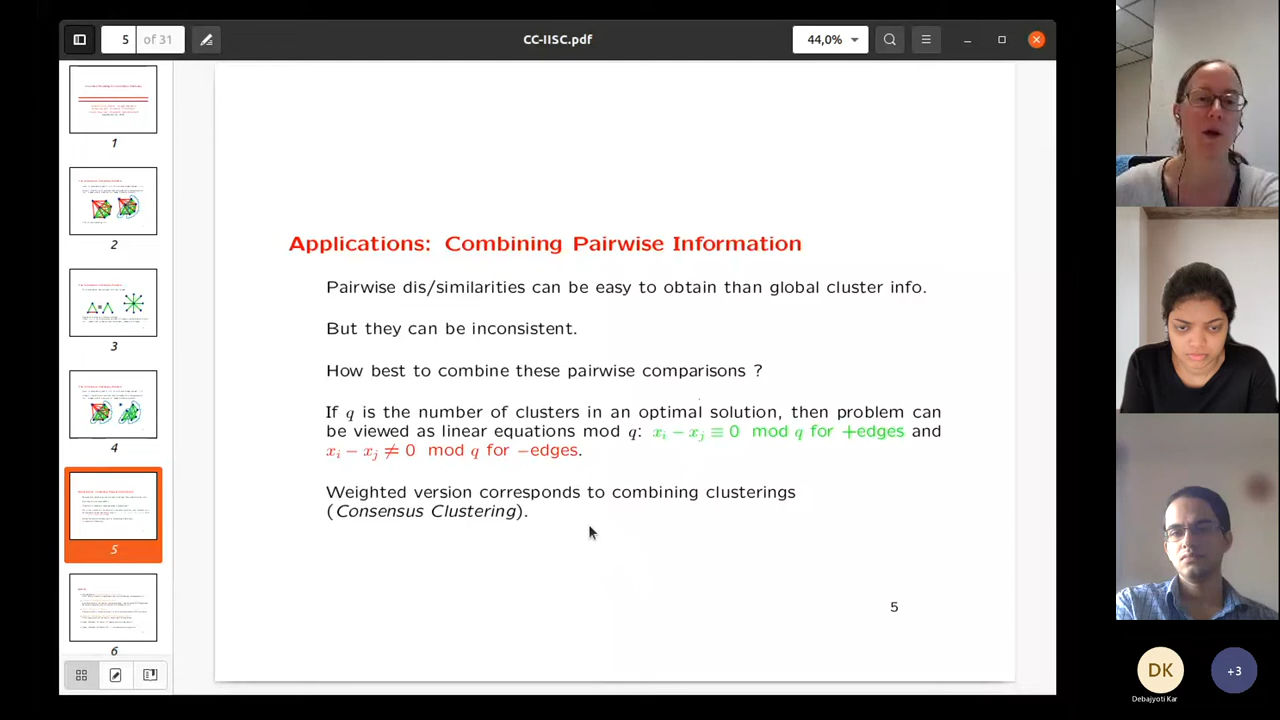 5 of 31
CC-IISC.pdf
44,0%
1
2
3
4
5
6
Applications: Combining Pairwise Information
Pairwise dis/similarities can be easy to obtain than global cluster info.
But they can be inconsistent.
How best to combine these pairwise comparisons ?
If q is the number of clusters in an optimal solution, then problem can
be viewed as linear equations mod q: x_i − x_j ≡ 0 mod q for +edges and
x_i − x_j ≠ 0 mod q for −edges.
Weighted version corresponds to combining clusterings
(Consensus Clustering).
5
DK
Debajyoti Kar
+3